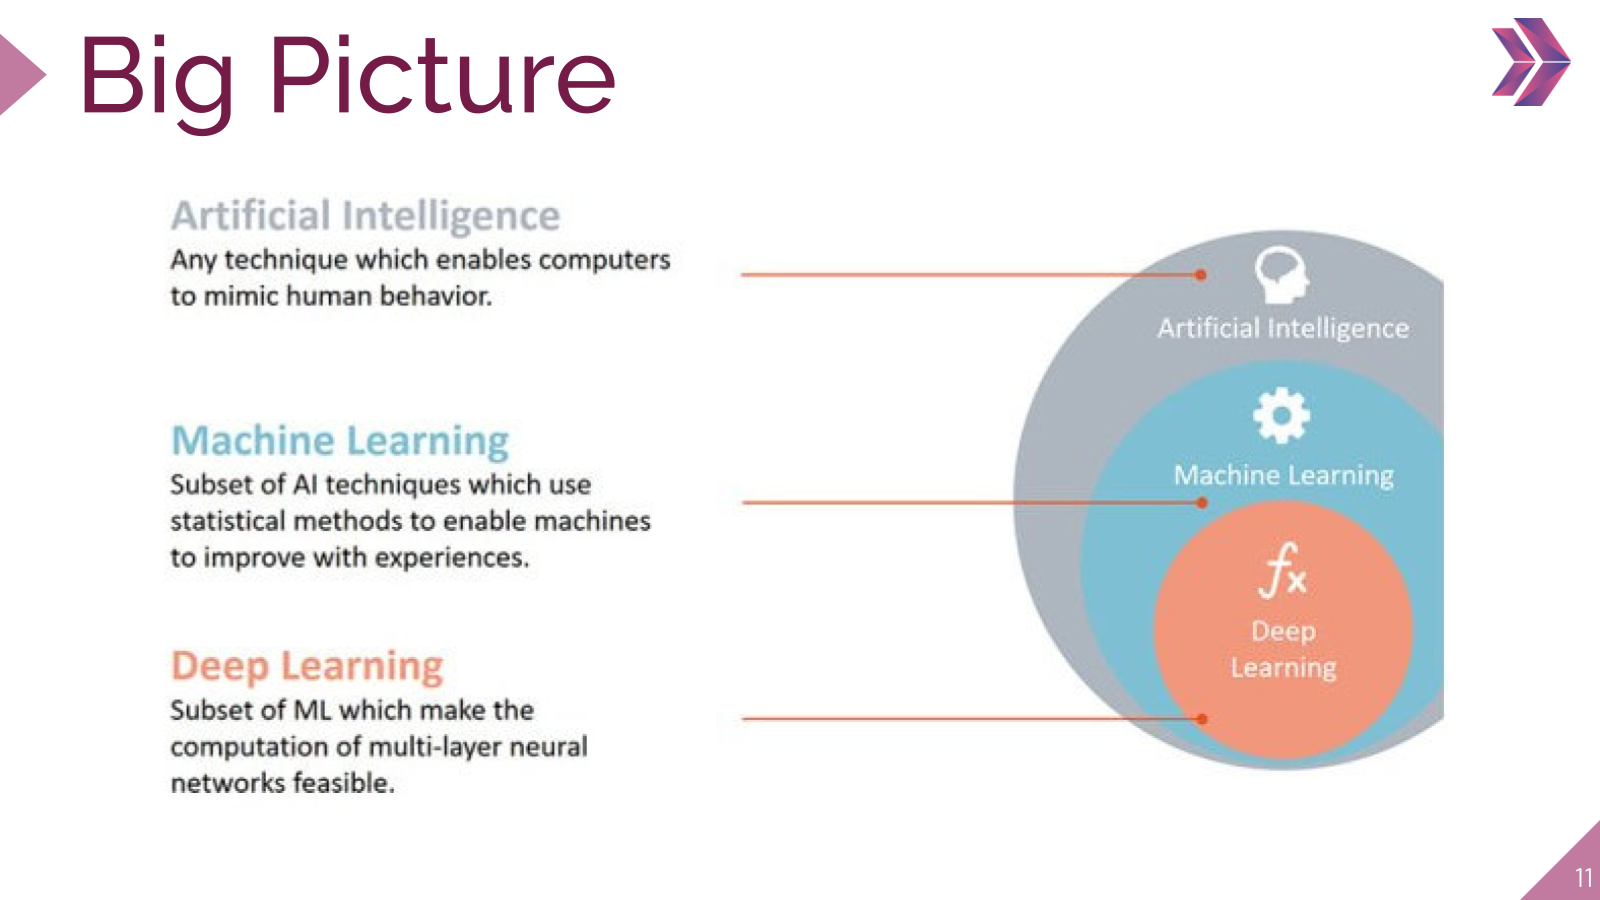 Big Picture
Artificial Intelligence
Any technique which enables computers
to mimic human behavior.
Machine Learning
Subset of AI techniques which use
statistical methods to enable machines
to improve with experiences.
Deep Learning
Subset of ML which make the
computation of multi-layer neural
networks feasible.
Artificial Intelligence
Machine Learning
fx
Deep
Learning
11